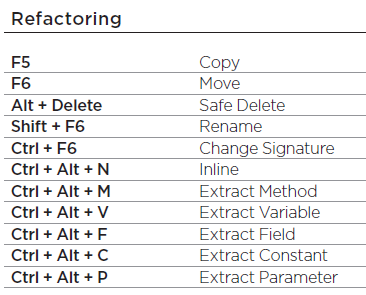 Refactoring
F5 Copy
F6 Move
Alt + Delete Safe Delete
Shift + F6 Rename
Ctrl + F6 Change Signature
Ctrl + Alt + N Inline
Ctrl + Alt + M Extract Method
Ctrl + Alt + V Extract Variable
Ctrl + Alt + F Extract Field
Ctrl + Alt + C Extract Constant
Ctrl + Alt + P Extract Parameter